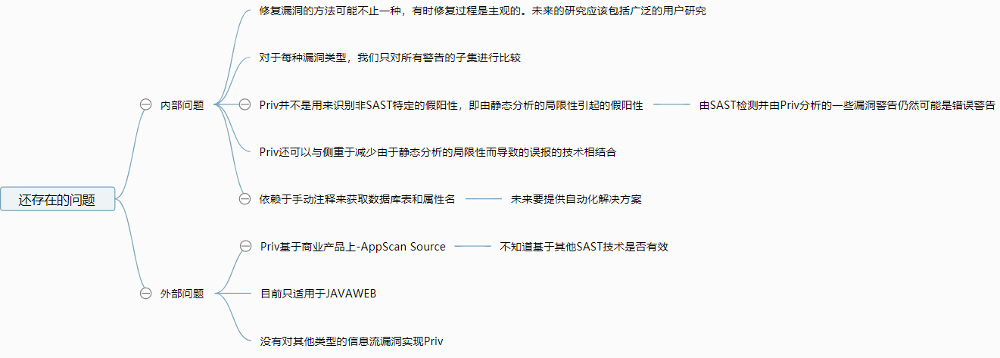 修复漏洞的方法可能不止一种，有时修复过程是主观的。未来的研究应该包括广泛的用户研究
对于每种漏洞类型，我们只对所有警告的子集进行比较
内部问题
Priv并不是用来识别非SAST特定的假阳性，即由静态分析的局限性引起的假阳性
由SAST检测并由Priv分析的一些漏洞警告仍然可能是错误警告
Priv还可以与侧重于减少由于静态分析的局限性而导致的误报的技术相结合
还存在的问题
依赖于手动注释来获取数据库表和属性名
未来要提供自动化解决方案
Priv基于商业产品上-AppScan Source
不知道基于其他SAST技术是否有效
外部问题
目前只适用于JAVAWEB
没有对其他类型的信息流漏洞实现Priv